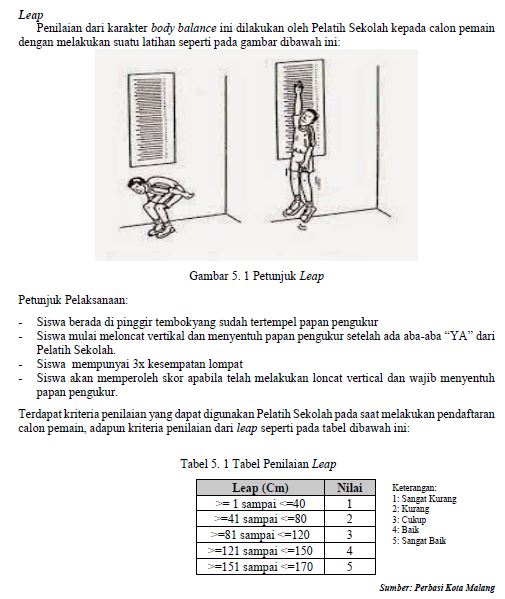 Leap
Penilaian dari karakter body balance ini dilakukan oleh Pelatih Sekolah kepada calon pemain
dengan melakukan suatu latihan seperti pada gambar dibawah ini:
Gambar 5. 1 Petunjuk Leap
Petunjuk Pelaksanaan:
- Siswa berada di pinggir tembokyang sudah tertempel papan pengukur
- Siswa mulai meloncat vertikal dan menyentuh papan pengukur setelah ada aba-aba “YA” dari
Pelatih Sekolah.
- Siswa mempunyai 3x kesempatan lompat
- Siswa akan memperoleh skor apabila telah melakukan loncat vertical dan wajib menyentuh
papan pengukur.
Terdapat kriteria penilaian yang dapat digunakan Pelatih Sekolah pada saat melakukan pendaftaran
calon pemain, adapun kriteria penilaian dari leap seperti pada tabel dibawah ini:
Tabel 5. 1 Tabel Penilaian Leap
Leap (Cm) Nilai
>= 1 sampai <=40 1
>=41 sampai <=80 2
>=81 sampai <=120 3
>=121 sampai <=150 4
>=151 sampai <=170 5
Keterangan:
1: Sangat Kurang
2: Kurang
3: Cukup
4: Baik
5: Sangat Baik
Sumber: Perbasi Kota Malang